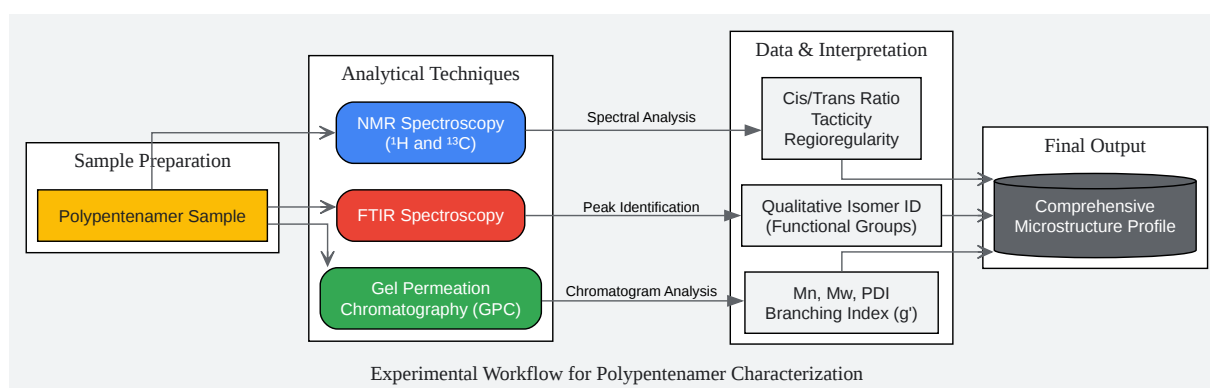 Sample Preparation
Polypentenamer Sample
Analytical Techniques
NMR Spectroscopy
(¹H and ¹³C)
FTIR Spectroscopy
Gel Permeation
Chromatography (GPC)
Spectral Analysis
Peak Identification
Chromatogram Analysis
Data & Interpretation
Cis/Trans Ratio
Tacticity
Regioregularity
Qualitative Isomer ID
(Functional Groups)
Mn, Mw, PDI
Branching Index (g')
Final Output
Comprehensive
Microstructure Profile
Experimental Workflow for Polypentenamer Characterization